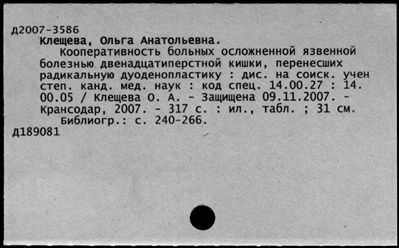 Д2007-3586
Клещева, Ольга Анатольевна.
Кооперативность больных осложненной язвенной
болезнью двенадцатиперстной кишки, перенесших
радикальную дуоденопластику : дис. на соиск. учен
степ. канд. мед. наук : код спец. 14.00.27 : 14.
00.05 / Клещева О. А. - Защищена 09.11.2007. -
Крансодар, 2007. - 317 с. : ил., табл. ; 31 см.
Библиогр.: с. 240-266.
Д189081